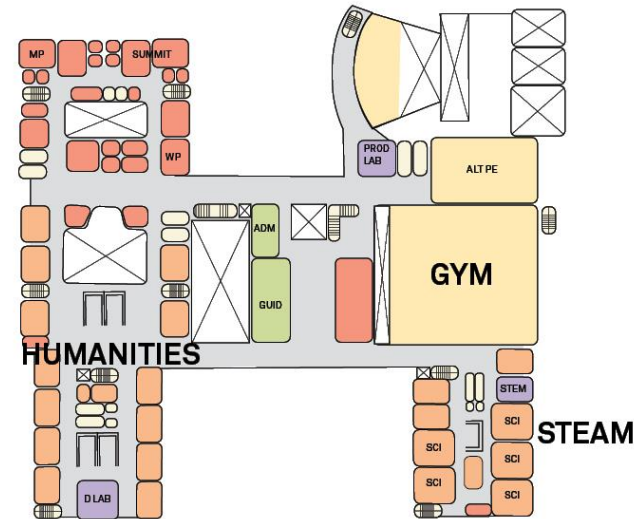 MP
SUMMIT
WP
PROD
LAB
ALT PE
ADM
GUID
GYM
HUMANITIES
STEM
SCI
STEAM
SCI
SCI
SCI
SCI
D LAB